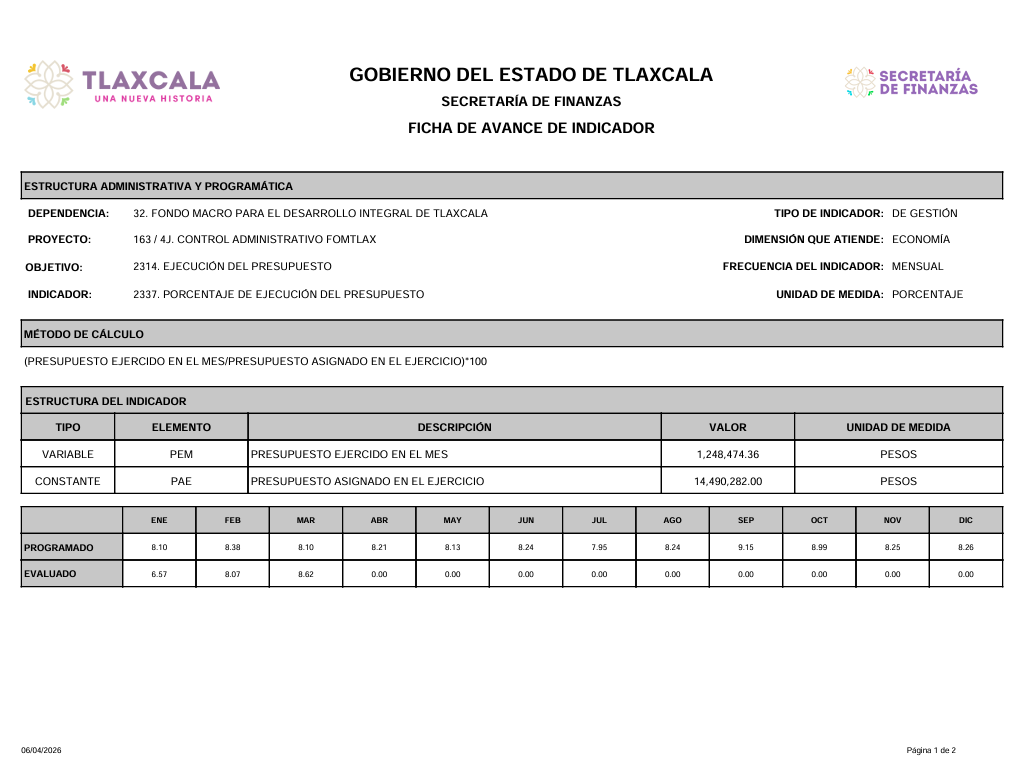 TLAXCALA
UNA NUEVA HISTORIA
GOBIERNO DEL ESTADO DE TLAXCALA
SECRETARÍA DE FINANZAS
FICHA DE AVANCE DE INDICADOR
SECRETARÍA
DE FINANZAS
ESTRUCTURA ADMINISTRATIVA Y PROGRAMÁTICA
DEPENDENCIA: 32. FONDO MACRO PARA EL DESARROLLO INTEGRAL DE TLAXCALA TIPO DE INDICADOR: DE GESTIÓN
PROYECTO: 163 / 4J. CONTROL ADMINISTRATIVO FOMTLAX DIMENSIÓN QUE ATIENDE: ECONOMÍA
OBJETIVO: 2314. EJECUCIÓN DEL PRESUPUESTO FRECUENCIA DEL INDICADOR: MENSUAL
INDICADOR: 2337. PORCENTAJE DE EJECUCIÓN DEL PRESUPUESTO UNIDAD DE MEDIDA: PORCENTAJE
MÉTODO DE CÁLCULO
(PRESUPUESTO EJERCIDO EN EL MES/PRESUPUESTO ASIGNADO EN EL EJERCICIO)*100
ESTRUCTURA DEL INDICADOR
TIPO ELEMENTO DESCRIPCIÓN VALOR UNIDAD DE MEDIDA
VARIABLE PEM PRESUPUESTO EJERCIDO EN EL MES 1,248,474.36 PESOS
CONSTANTE PAE PRESUPUESTO ASIGNADO EN EL EJERCICIO 14,490,282.00 PESOS
ENE FEB MAR ABR MAY JUN JUL AGO SEP OCT NOV DIC
PROGRAMADO 8.10 8.38 8.10 8.21 8.13 8.24 7.95 8.24 9.15 8.99 8.25 8.26
EVALUADO 6.57 8.07 8.62 0.00 0.00 0.00 0.00 0.00 0.00 0.00 0.00 0.00
06/04/2026 Página 1 de 2